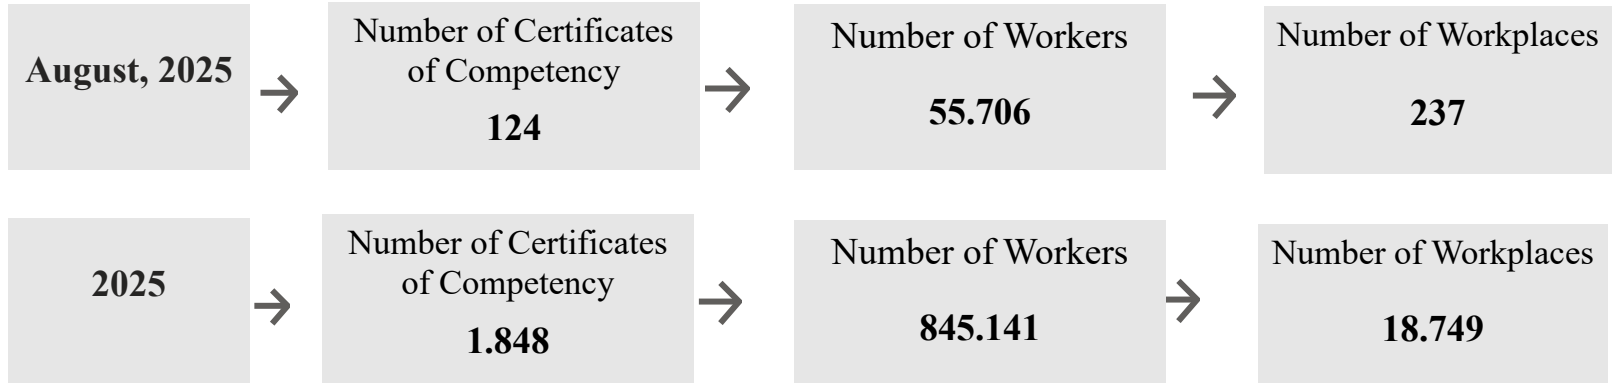 August, 2025
Number of Certificates
of Competency
124
Number of Workers
55.706
Number of Workplaces
237
2025
Number of Certificates
of Competency
1.848
Number of Workers
845.141
Number of Workplaces
18.749